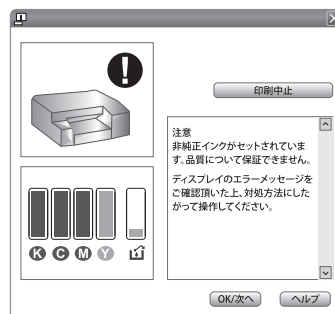 印刷中止
注意
非純正インクがセットされていま
す。品質について保証できません。
ディスプレイのエラーメッセージを
ご確認頂いた上、対処方法にした
がって操作してください。
K C M Y
OK/次へ ヘルプ